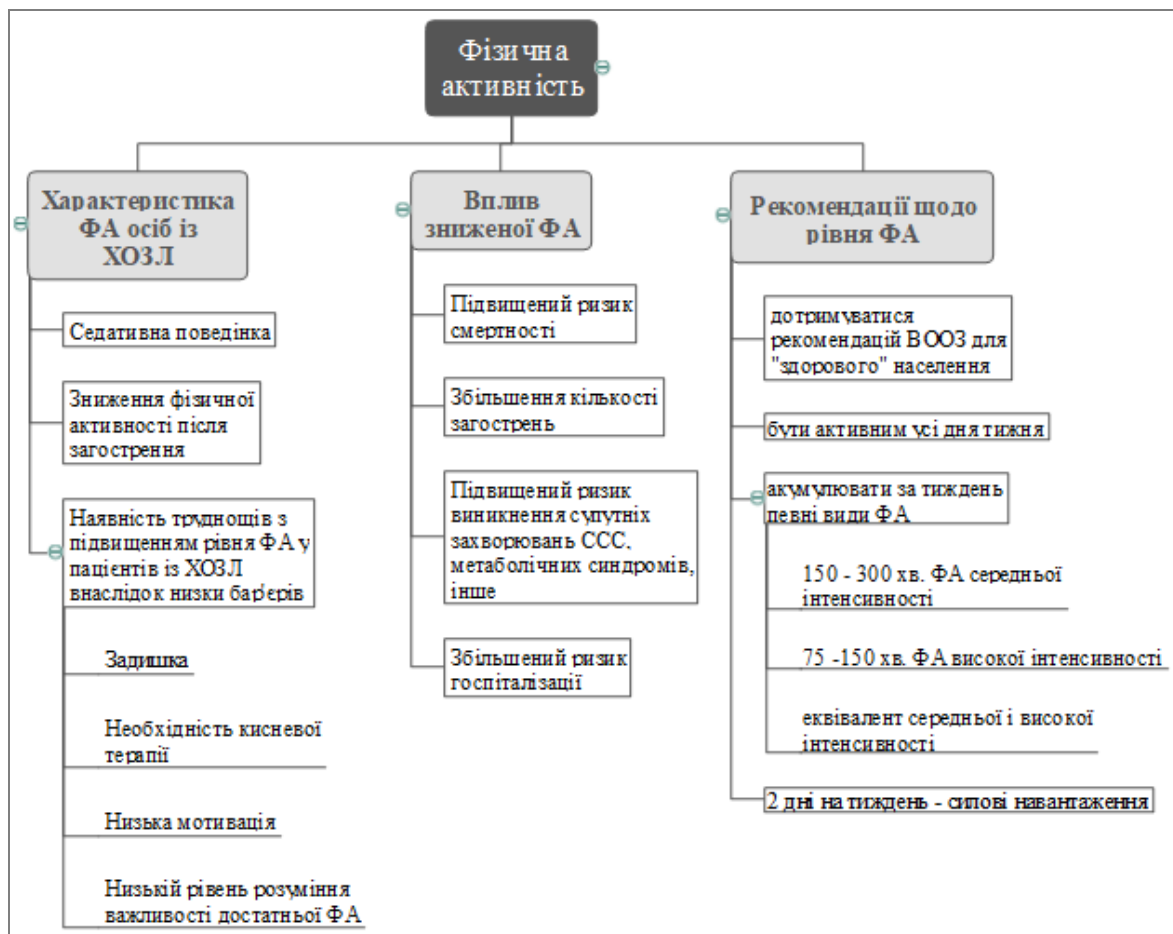 Фізична
активність
Характеристика
ФА осіб із
ХОЗЛ
Седативна поведінка
Зниження фізичної
активності після
загострення
Наявність труднощів з
підвищенням рівня ФА у
пацієнтів із ХОЗЛ
внаслідок низки бар'єрів
Задишка
Необхідність кисневої
терапії
Низька мотивація
Низькій рівень розуміння
важливості достатньої ФА
Вплив
зниженої ФА
Підвищений ризик
смертності
Збільшення кількості
загострень
Підвищений ризик
виникнення супутніх
захворювань ССС,
метаболічних синдромів,
інше
Збільшений ризик
госпіталізації
Рекомендації щодо
рівня ФА
дотримуватися
рекомендацій ВООЗ для
"здорового" населення
бути активним усі дня тижня
акумулювати за тиждень
певні види ФА
150 - 300 хв. ФА середньої
інтенсивності
75 -150 хв. ФА високої інтенсивності
еквівалент середньої і високої
інтенсивності
2 дні на тиждень - силові навантаження